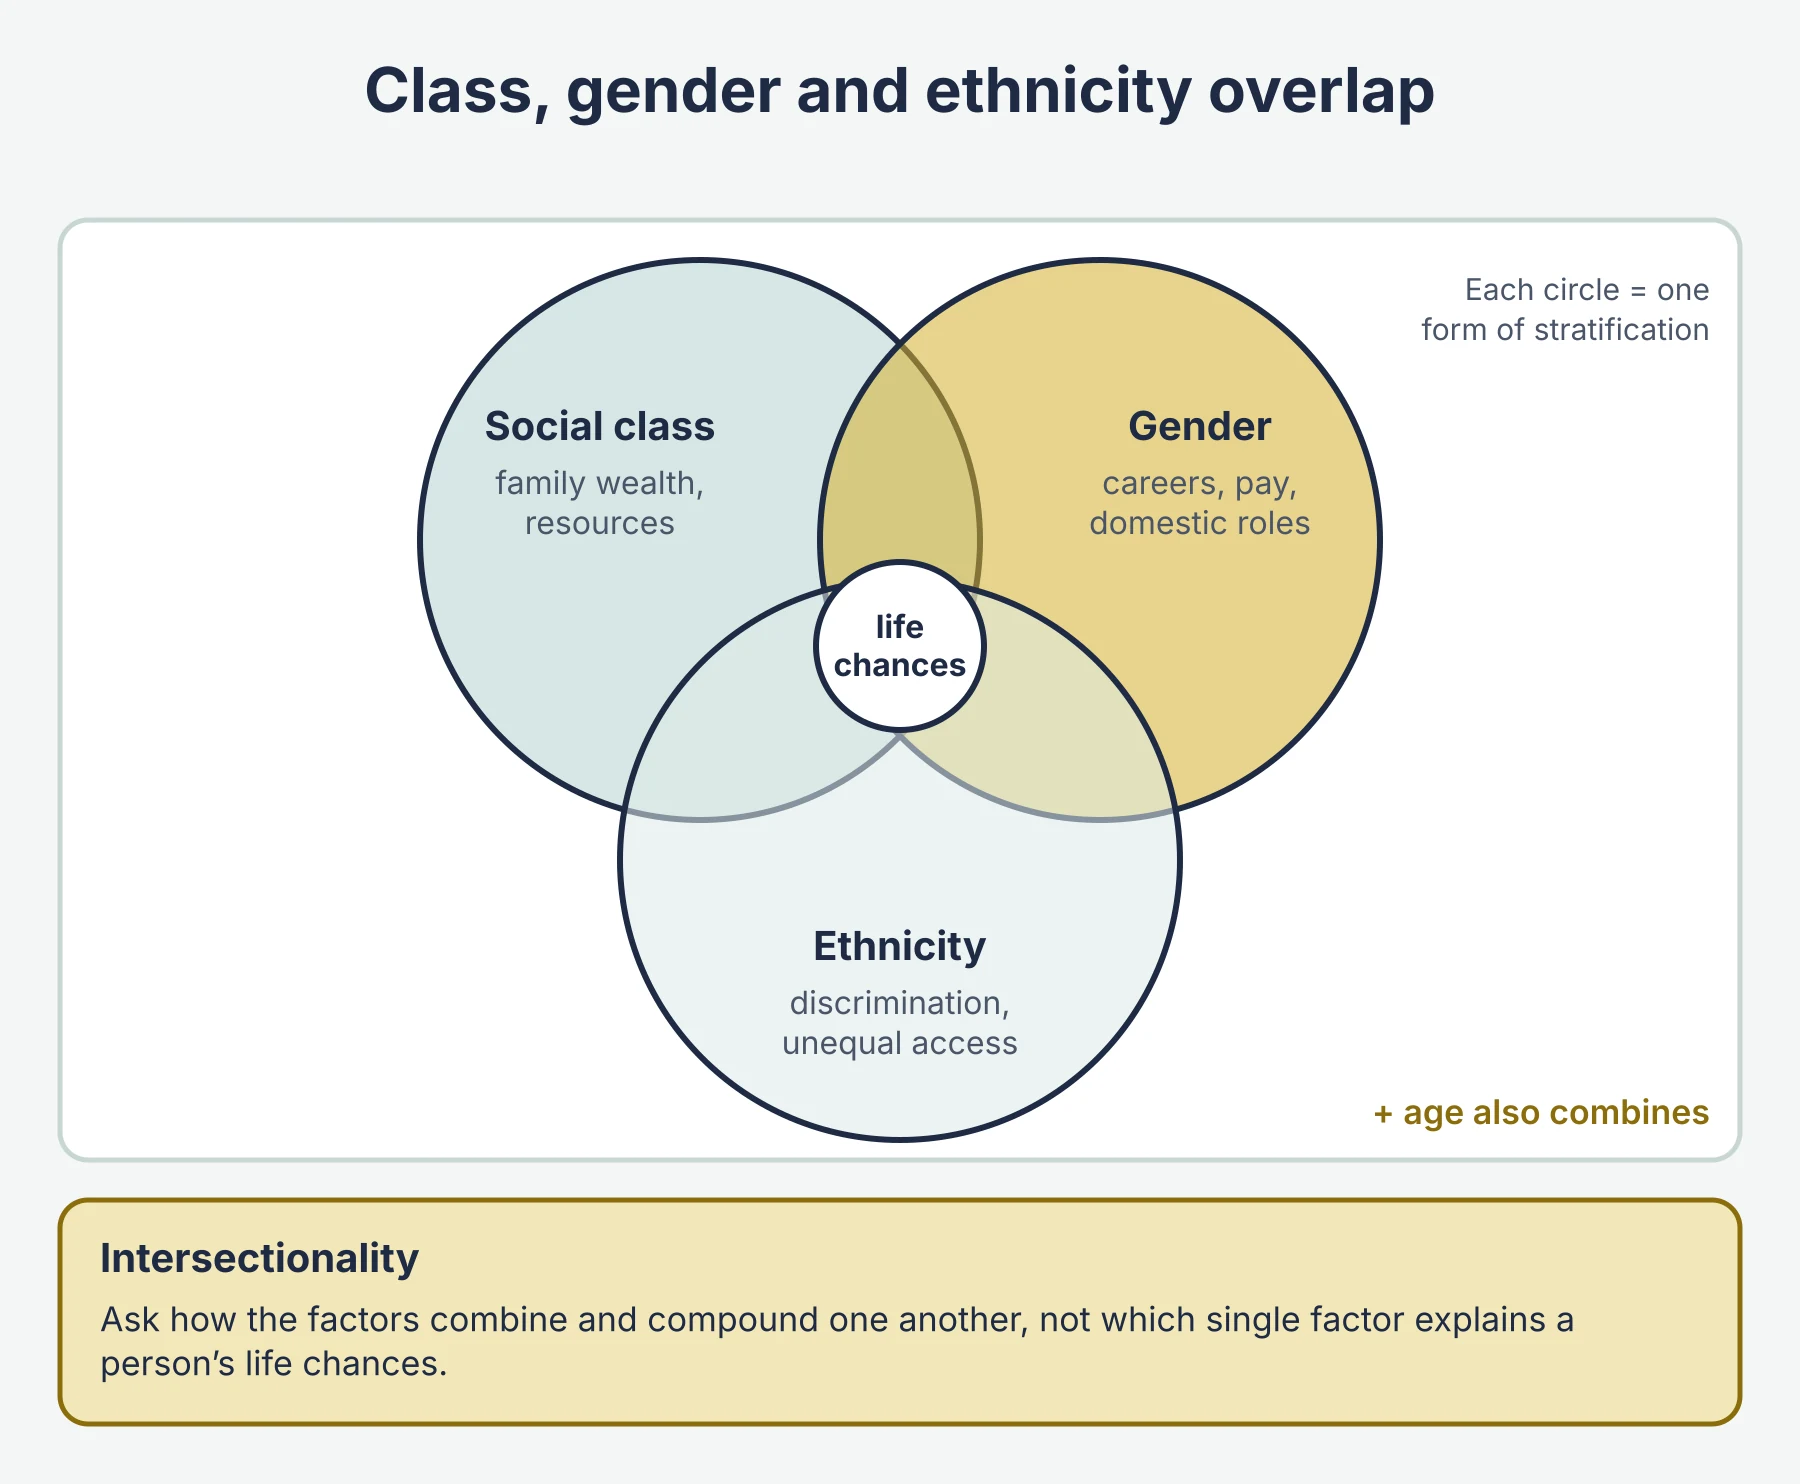 Class, gender and ethnicity overlap
Each circle = one
form of stratification
Social class
family wealth,
resources
Gender
careers, pay,
domestic roles
life
chances
Ethnicity
discrimination,
unequal access
+ age also combines
Intersectionality
Ask how the factors combine and compound one another, not which single factor explains a
person’s life chances.